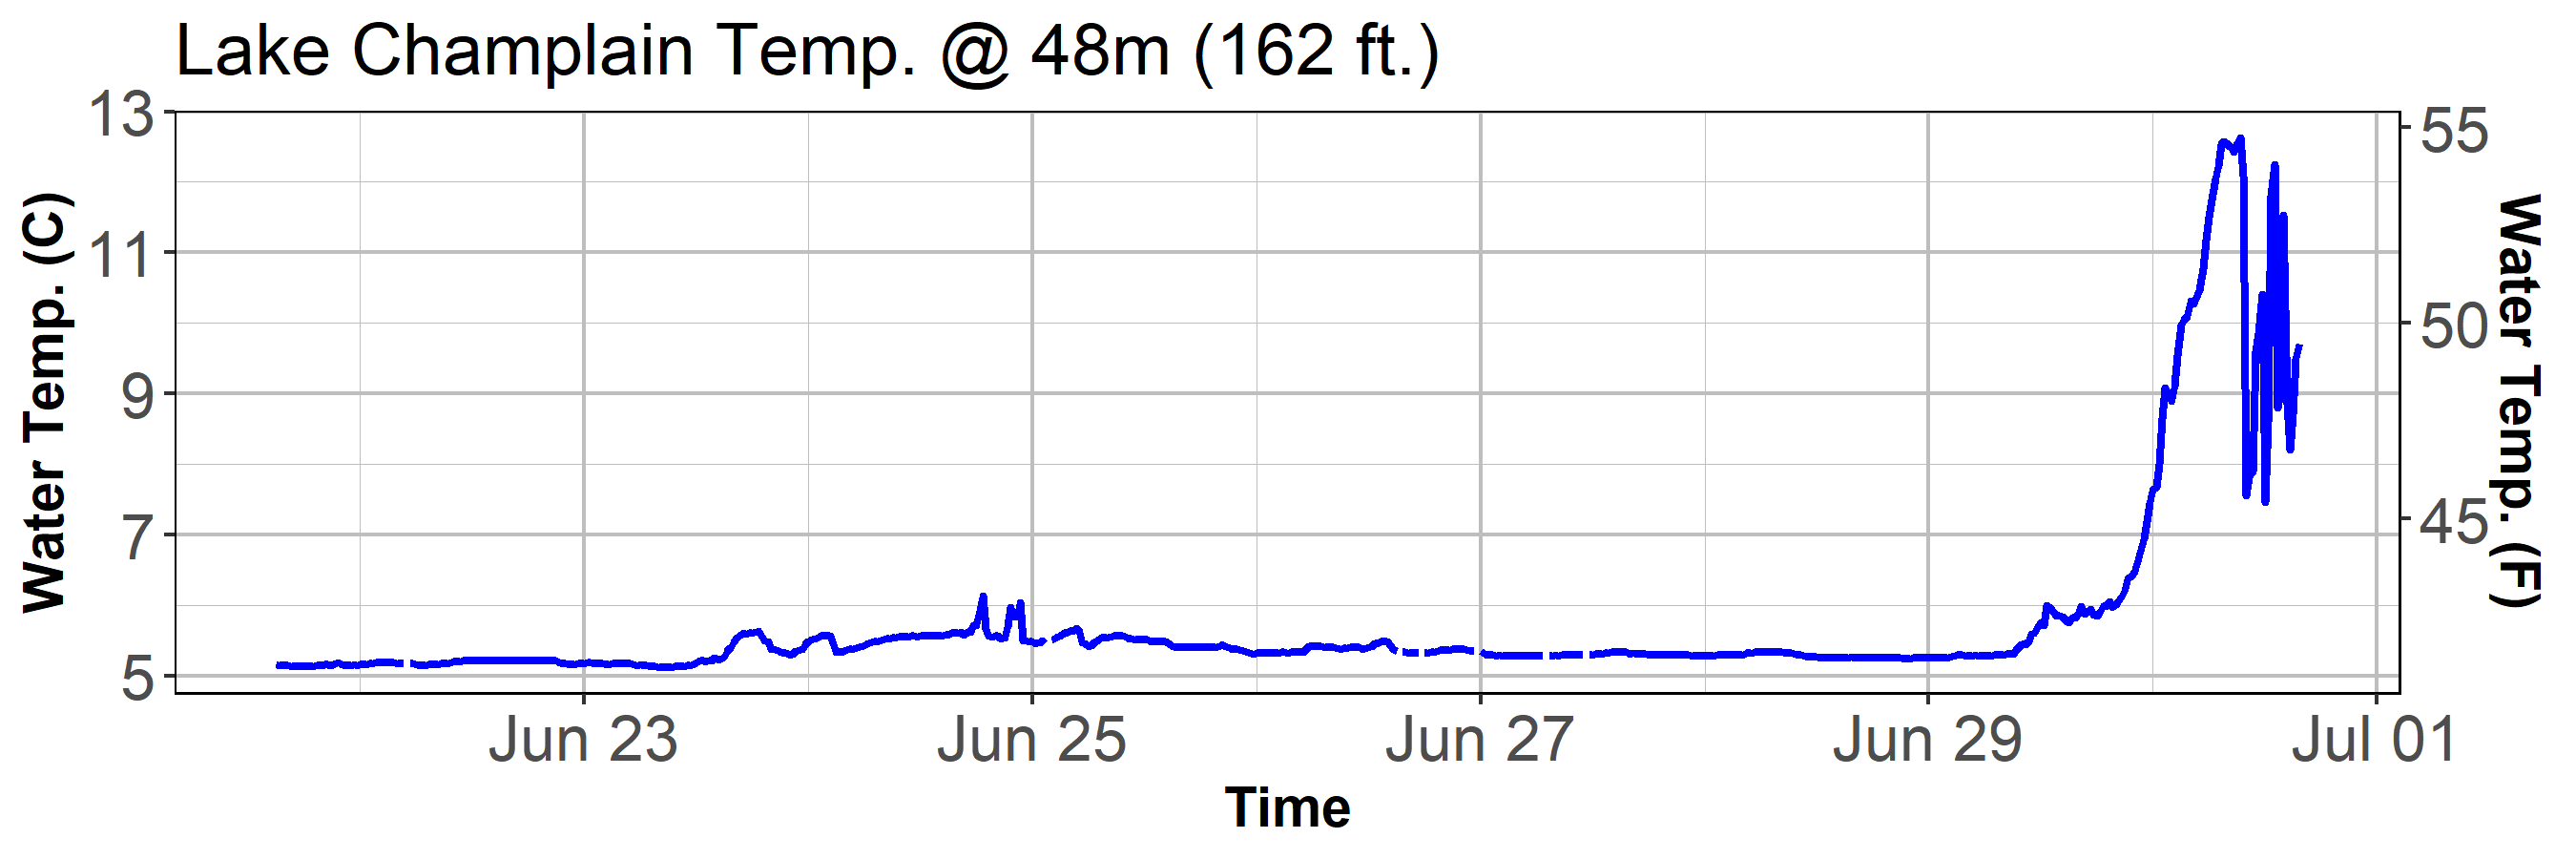 Lake Champlain Temp. @ 48m (162 ft.)
13
11
9
7
5
Water Temp. (C)
55
50
45
Water Temp. (F)
Jun 23
Jun 25
Jun 27
Jun 29
Jul 01
Time